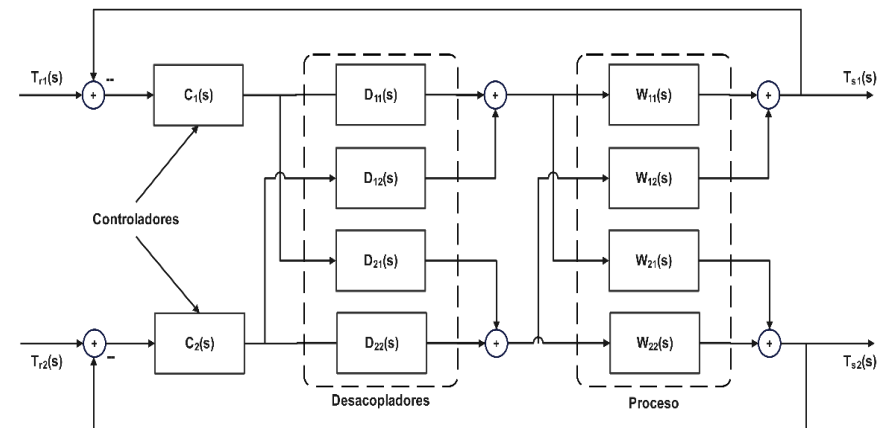 Tr1(s)
--
+
C1(s)
D11(s)
+
W11(s)
+
Ts1(s)
D12(s)
W12(s)
Controladores
D21(s)
W21(s)
Tr2(s)
+
–
C2(s)
D22(s)
+
W22(s)
+
Ts2(s)
Desacopladores
Proceso